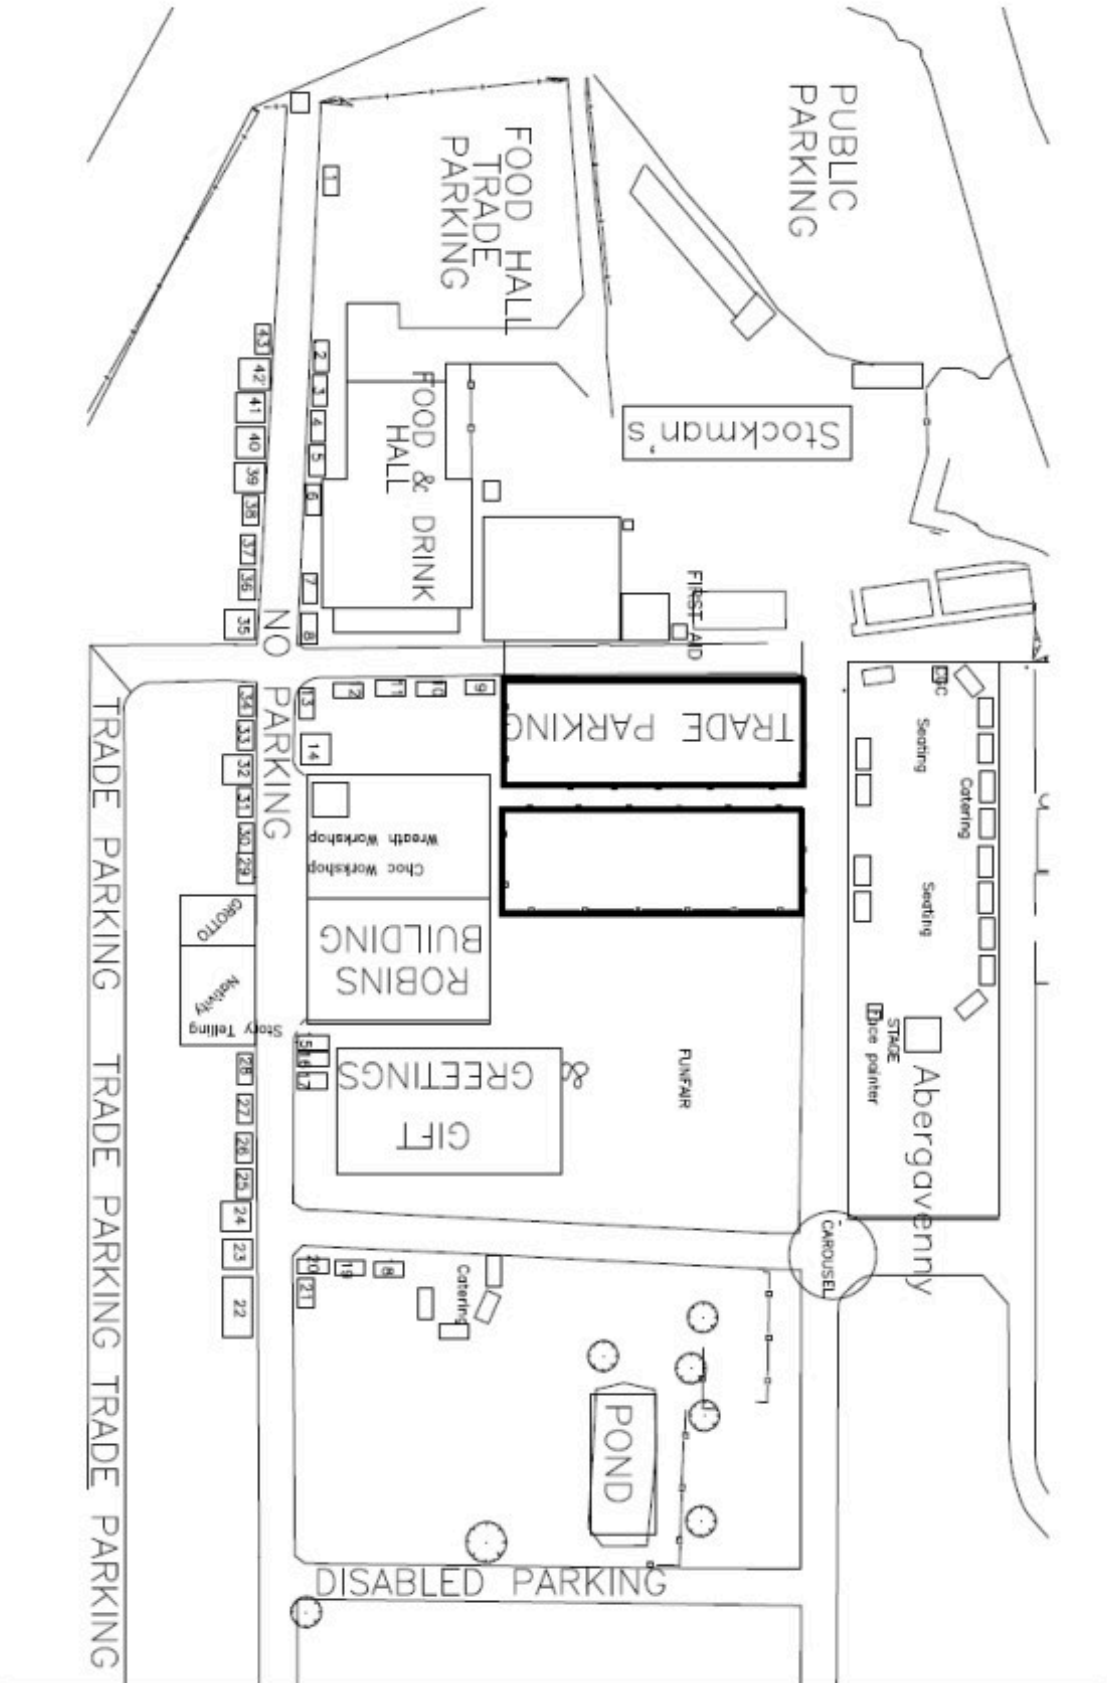 PUBLIC
PARKING
FOOD HALL
TRADE
PARKING
1
43
42'
41
40
39
38
37
36
35
2
3
4
5
6
7
8
FOOD & DRINK
HALL
Stockman's
FIRST AID
NO PARKING
34
33
32
31
30
29
13
12
11
10
9
14
TRADE PARKING
Wreath Workshop
Choc Workshop
ROBINS
BUILDING
GROTTO
Nativity
Story Telling
15
16
17
GIFT
& GREETINGS
FUNFAIR
Seating
Catering
Seating
STAGE
Face painter
Abergavenny
CAROUSEL
28
27
26
25
24
23
22
20
19
18
21
Catering
POND
DISABLED PARKING
TRADE PARKING TRADE PARKING TRADE PARKING